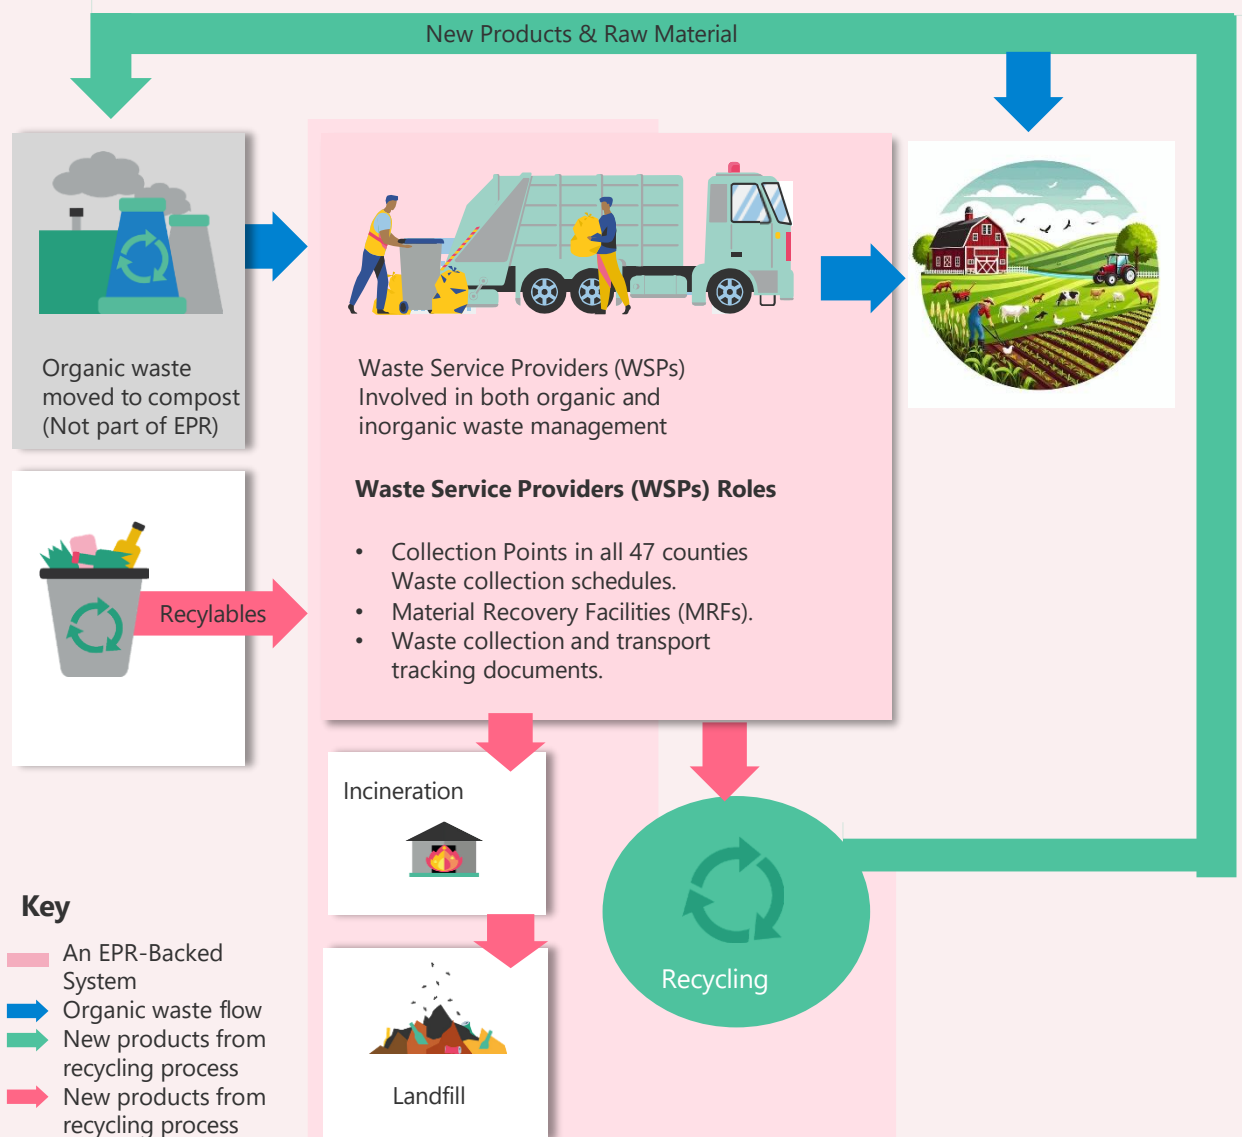 New Products & Raw Material
Organic waste
moved to compost
(Not part of EPR)
Waste Service Providers (WSPs)
Involved in both organic and
inorganic waste management
Waste Service Providers (WSPs) Roles
• Collection Points in all 47 counties
Waste collection schedules.
• Material Recovery Facilities (MRFs).
• Waste collection and transport
tracking documents.
Recylables
Incineration
Landfill
Recycling
Key
An EPR-Backed
System
Organic waste flow
New products from
recycling process
New products from
recycling process